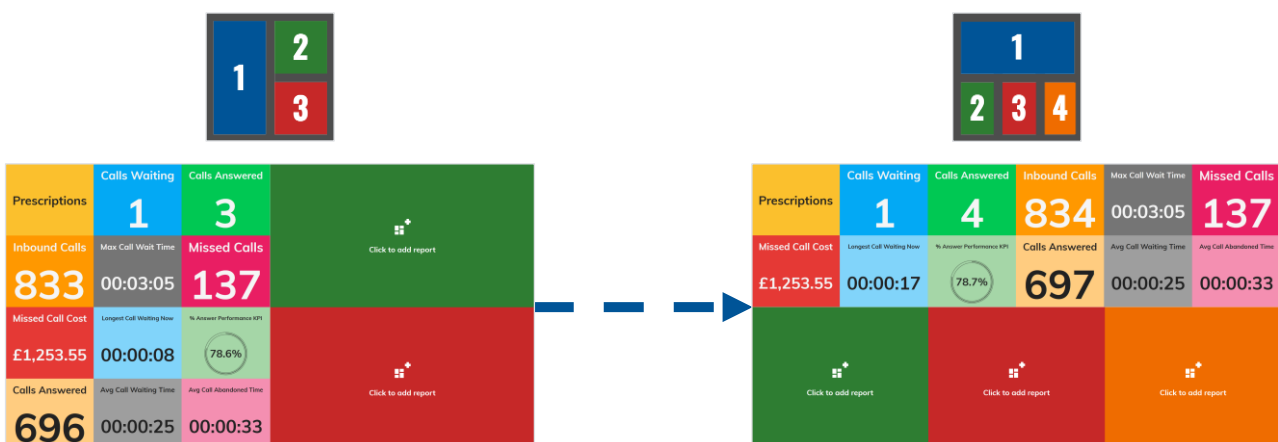 1
2
3
1
2
3
4
Prescriptions
Calls Waiting
1
Calls Answered
3
Click to add report
Inbound Calls
833
Max Call Wait Time
00:03:05
Missed Calls
137
Missed Call Cost
£1,253.55
Longest Call Waiting Now
00:00:08
% Answer Performance KPI
78.6%
Click to add report
Calls Answered
696
Avg Call Waiting Time
00:00:25
Avg Call Abandoned Time
00:00:33
Prescriptions
Calls Waiting
1
Calls Answered
4
Inbound Calls
834
Max Call Wait Time
00:03:05
Missed Calls
137
Missed Call Cost
£1,253.55
Longest Call Waiting Now
00:00:17
% Answer Performance KPI
78.7%
Calls Answered
697
Avg Call Waiting Time
00:00:25
Avg Call Abandoned Time
00:00:33
Click to add report
Click to add report
Click to add report